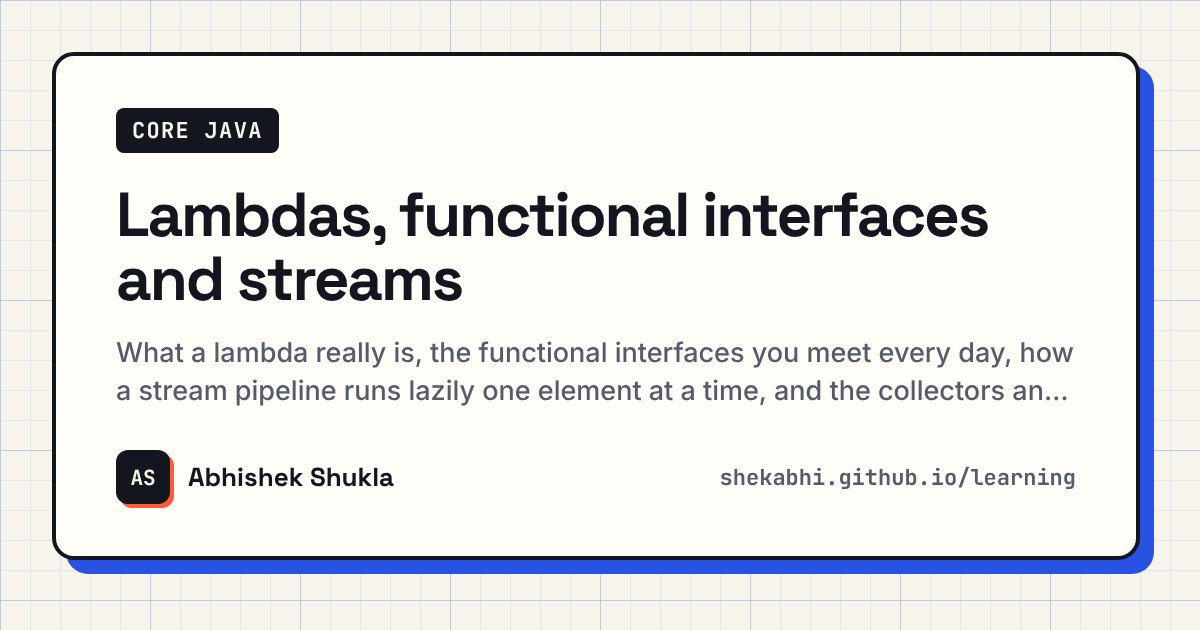 CORE JAVA
Lambdas, functional interfaces
and streams
What a lambda really is, the functional interfaces you meet every day, how
a stream pipeline runs lazily one element at a time, and the collectors an...
AS
Abhishek Shukla
shekabhi.github.io/learning